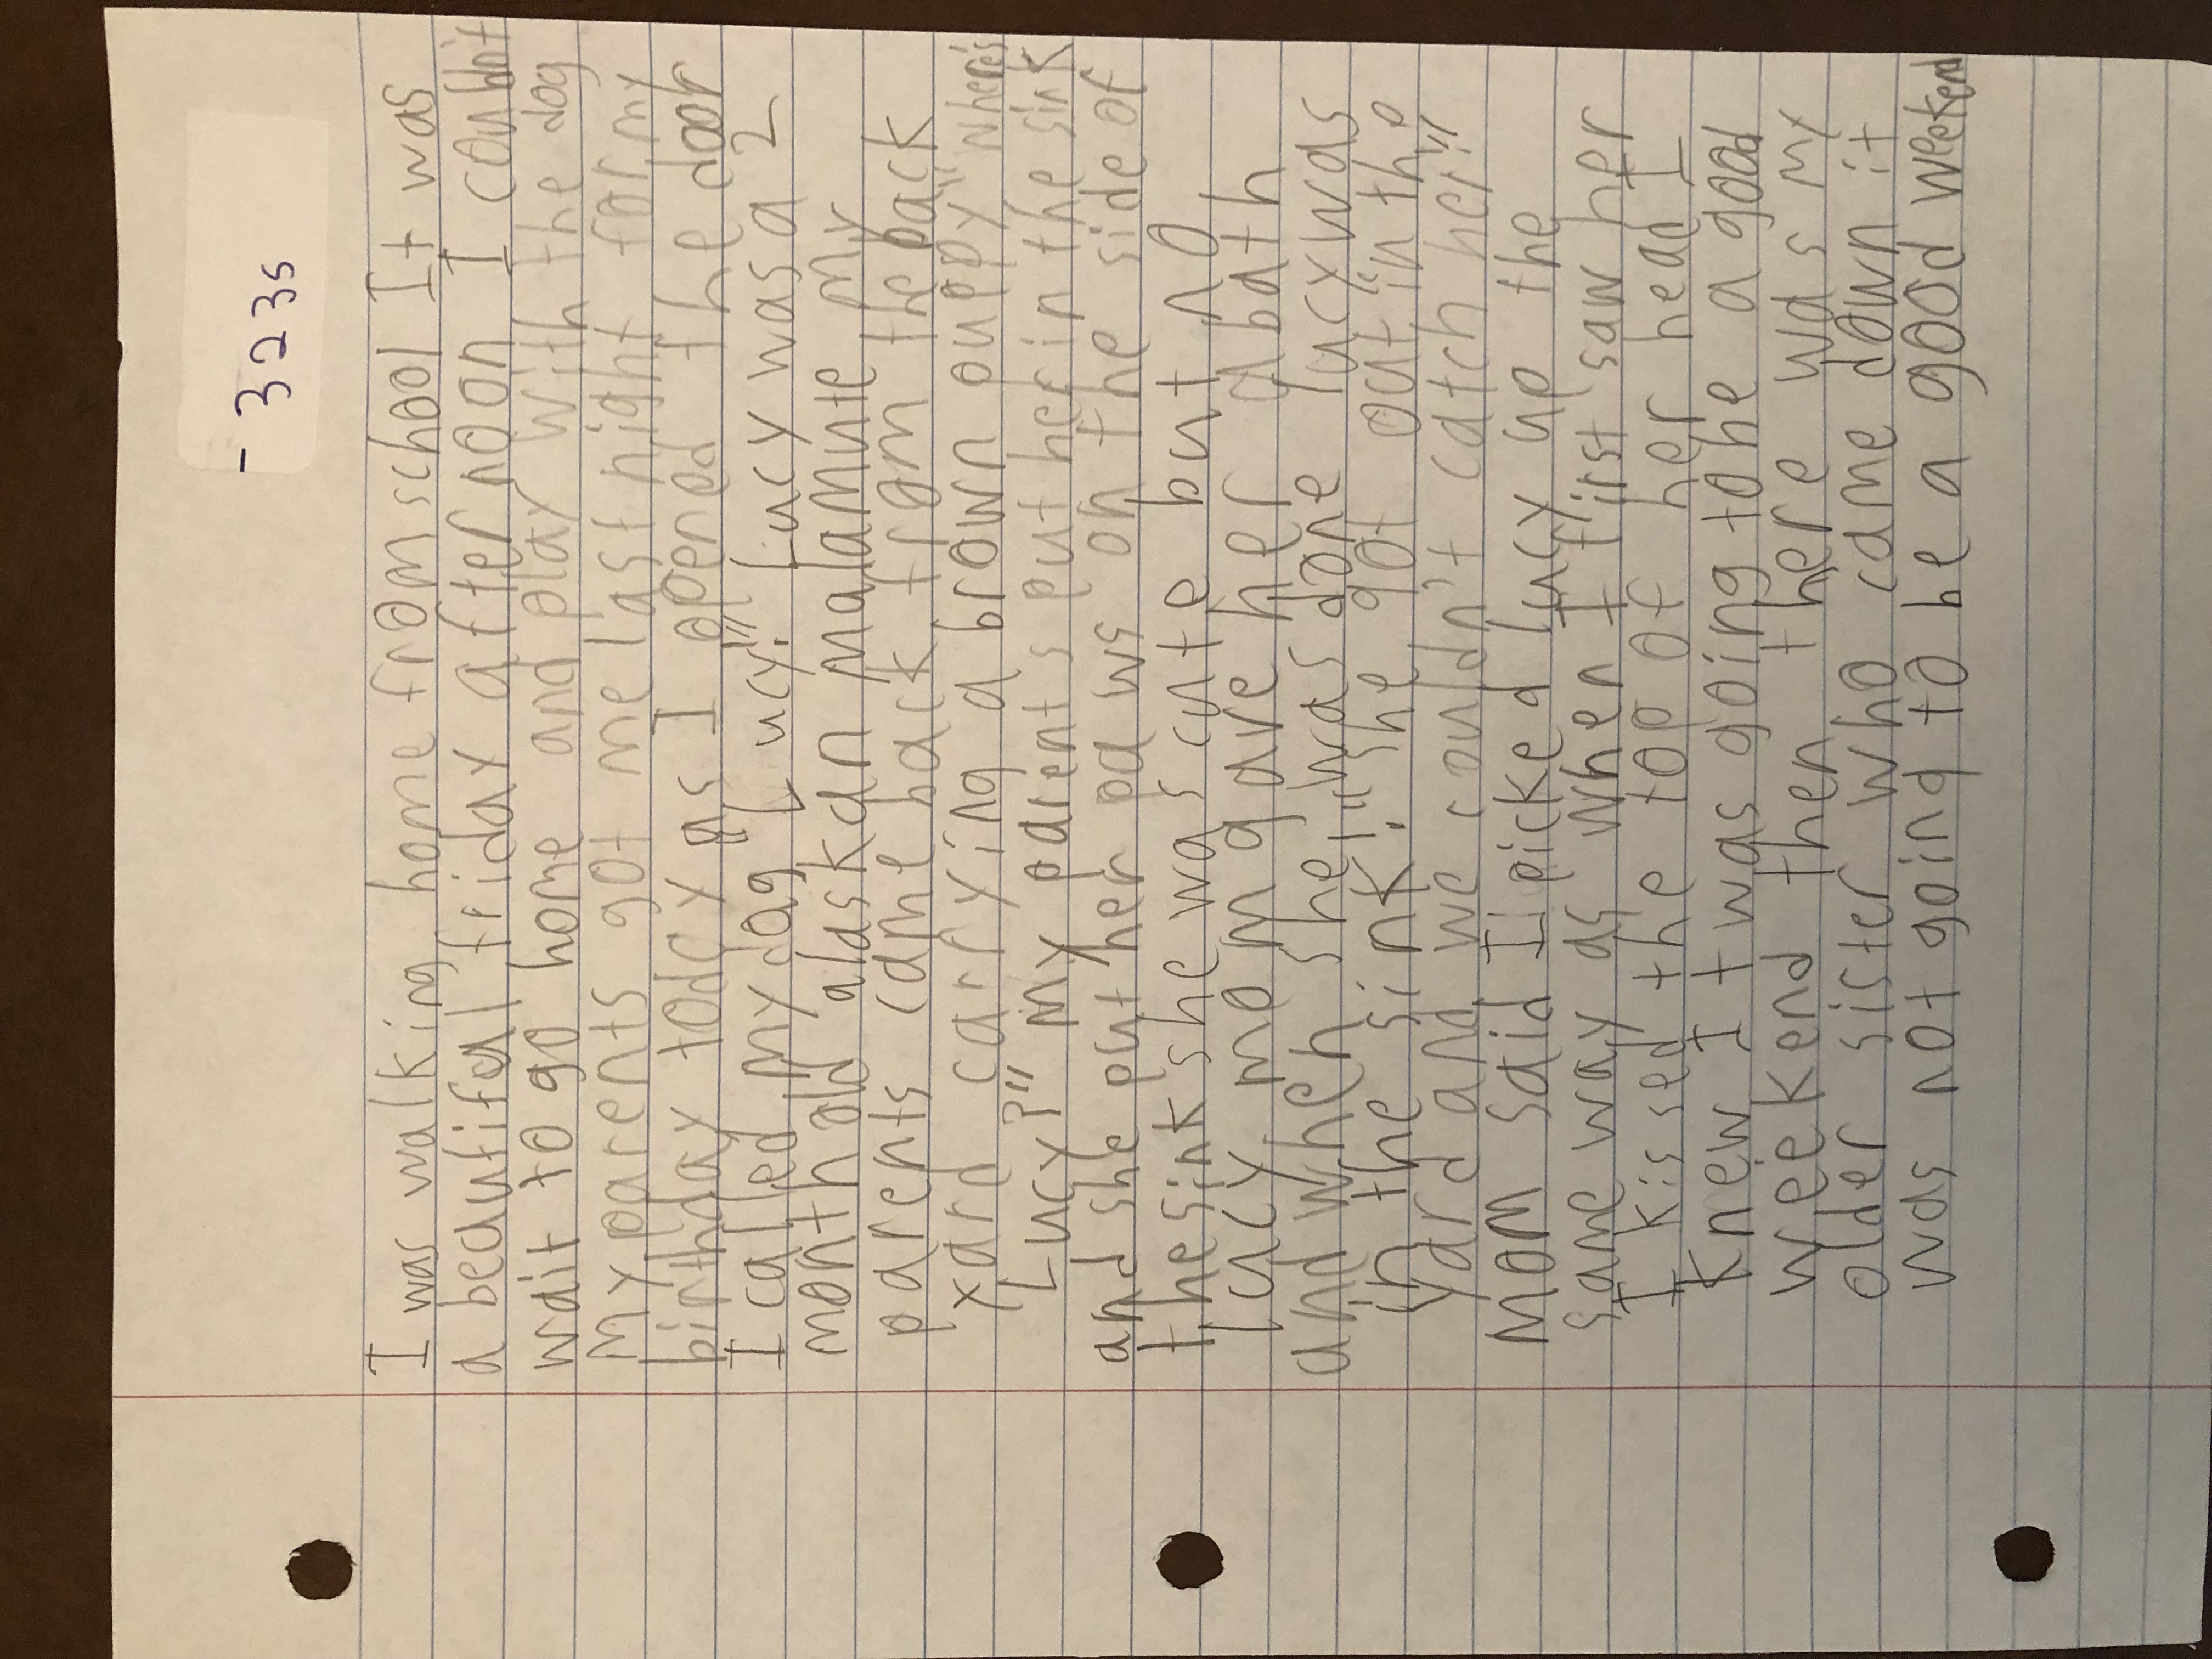 - 3235
I was walking home from school It was
a beautiful friday afternoon I couldn't
wait to go home and play with the dog
My parents got me last night for my
birthday today as I opened the door
I called my dog "Lucy!" Lucy was a 2
month old alaskan malamute my
parents came back from the back
yard carrying a brown puppy "where's
Lucy?" My parent s put her in the sink
and she put her paws on the side of
the sink she was cute but no
lucy mom gave her a bath
and when she was done lucy was
in the sink! "She got out in the
yard and we couldn't catch her!"
Mom said I picked lucy up the
same way as when I first saw her
I kissed the top of her head I
knew It was going to be a good
weekend then there was my
older sister who came down it
was not going to be a good weekend